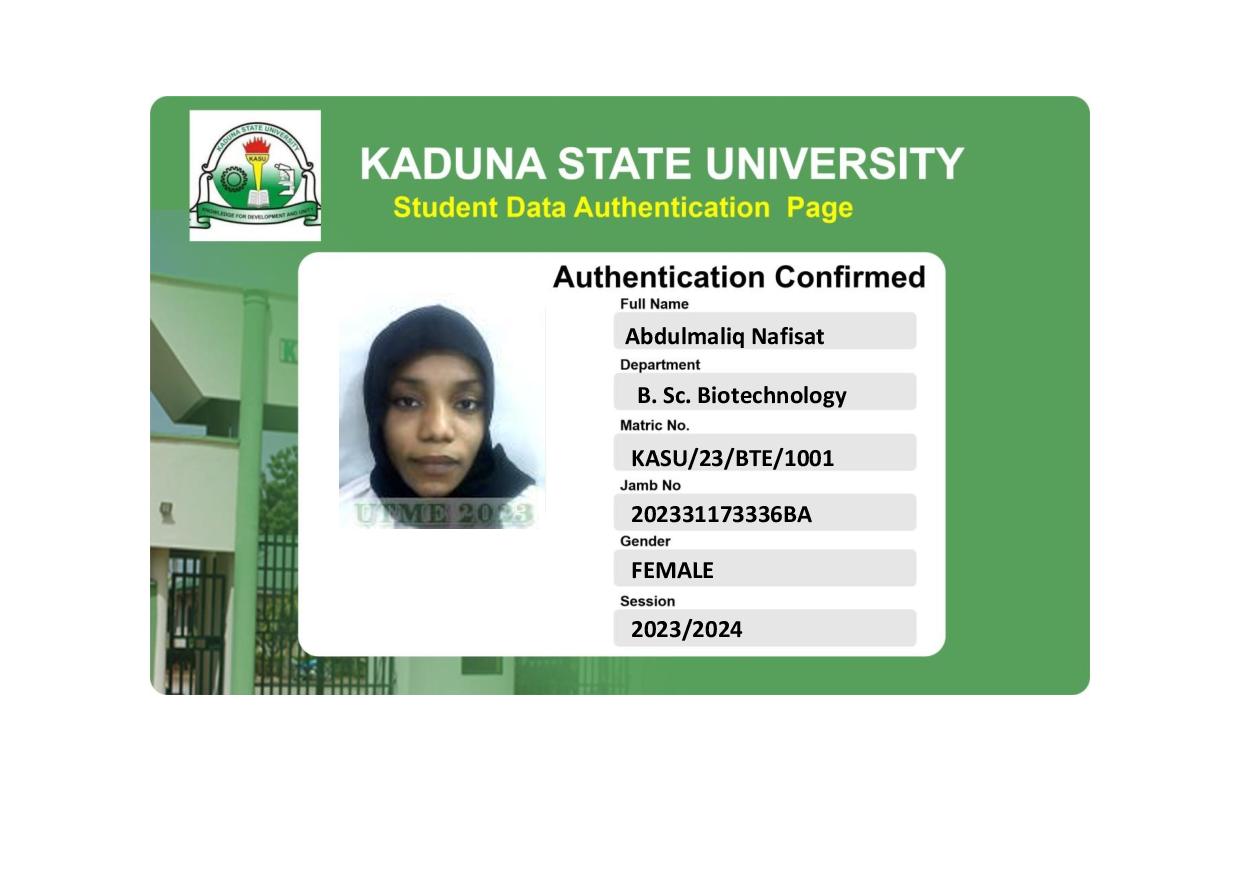 KADUNA STATE UNIVERSITY
KASU
KNOWLEDGE FOR DEVELOPMENT AND UNITY
KADUNA STATE UNIVERSITY
Student Data Authentication Page
Authentication Confirmed
Full Name
Abdulmaliq Nafisat
Department
B. Sc. Biotechnology
Matric No.
KASU/23/BTE/1001
Jamb No
202331173336BA
Gender
FEMALE
Session
2023/2024
UTME 2023
K